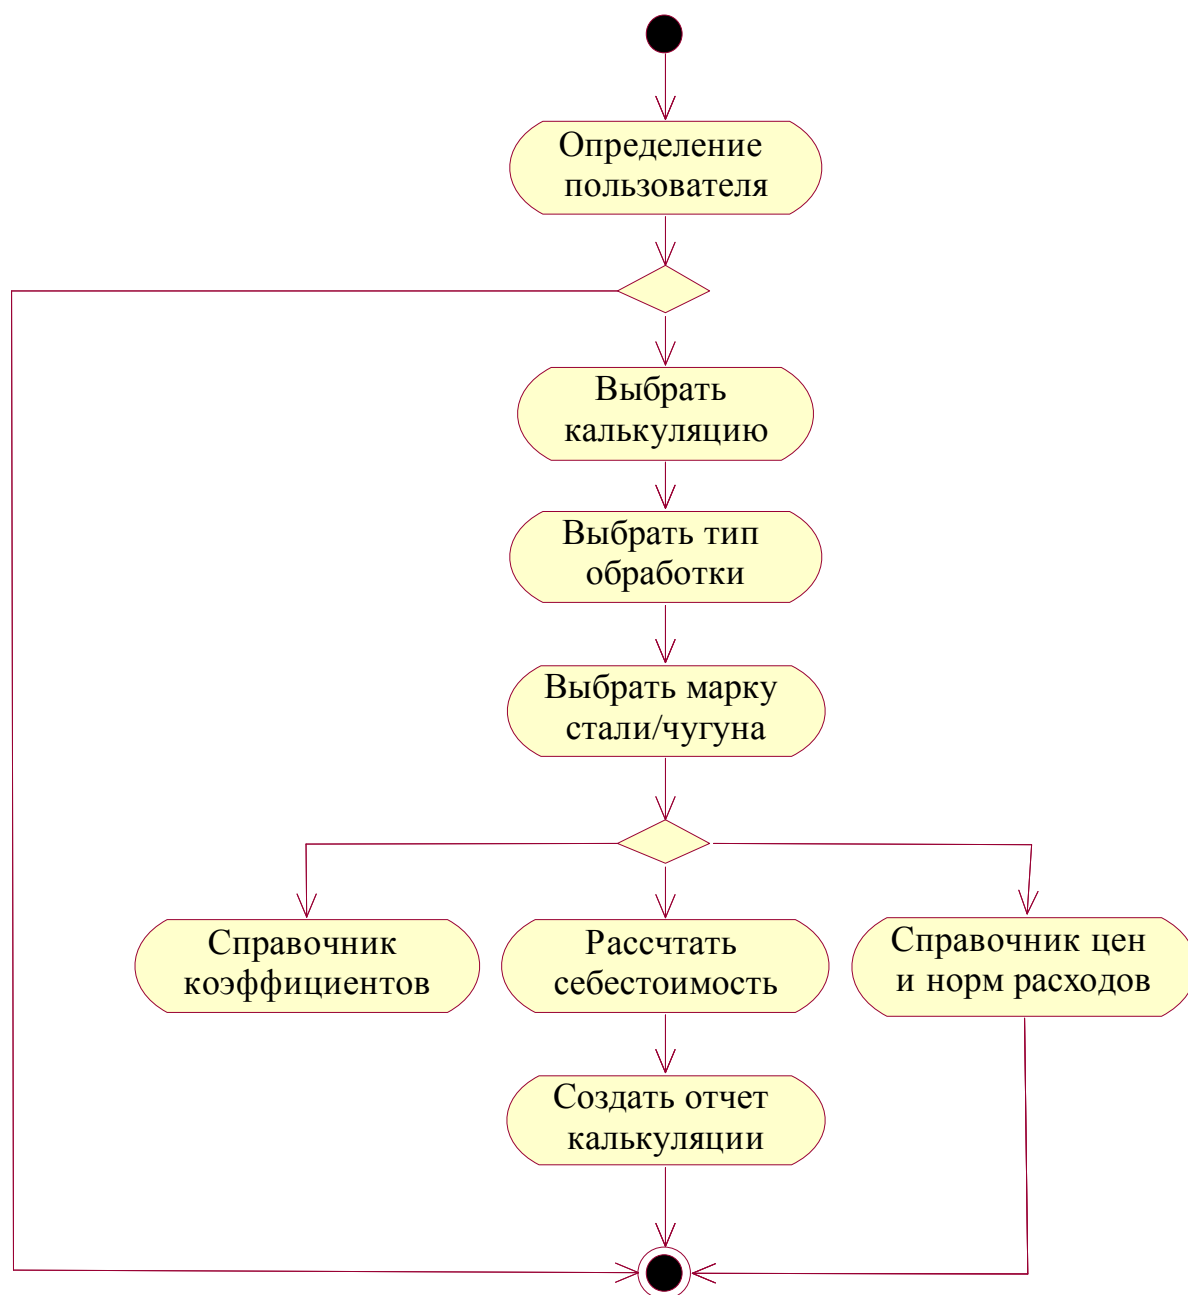 Определение
пользователя
Выбрать
калькуляцию
Выбрать тип
обработки
Выбрать марку
стали/чугуна
Справочник
коэффициентов
Рассчтать
себестоимость
Справочник цен
и норм расходов
Создать отчет
калькуляции